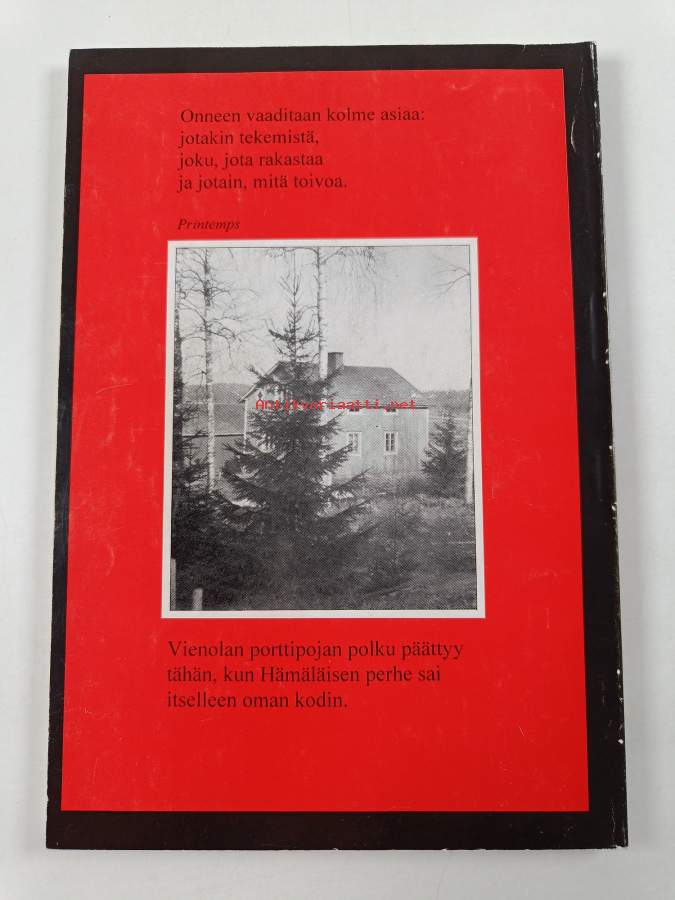 Onneen vaaditaan kolme asiaa:
jotakin tekemistä,
joku, jota rakastaa
ja jotain, mitä toivoa.
Printemps
Antikvariaatti.net
Vienolan porttipojan polku päättyy
tähän, kun Hämäläisen perhe sai
itselleen oman kodin.